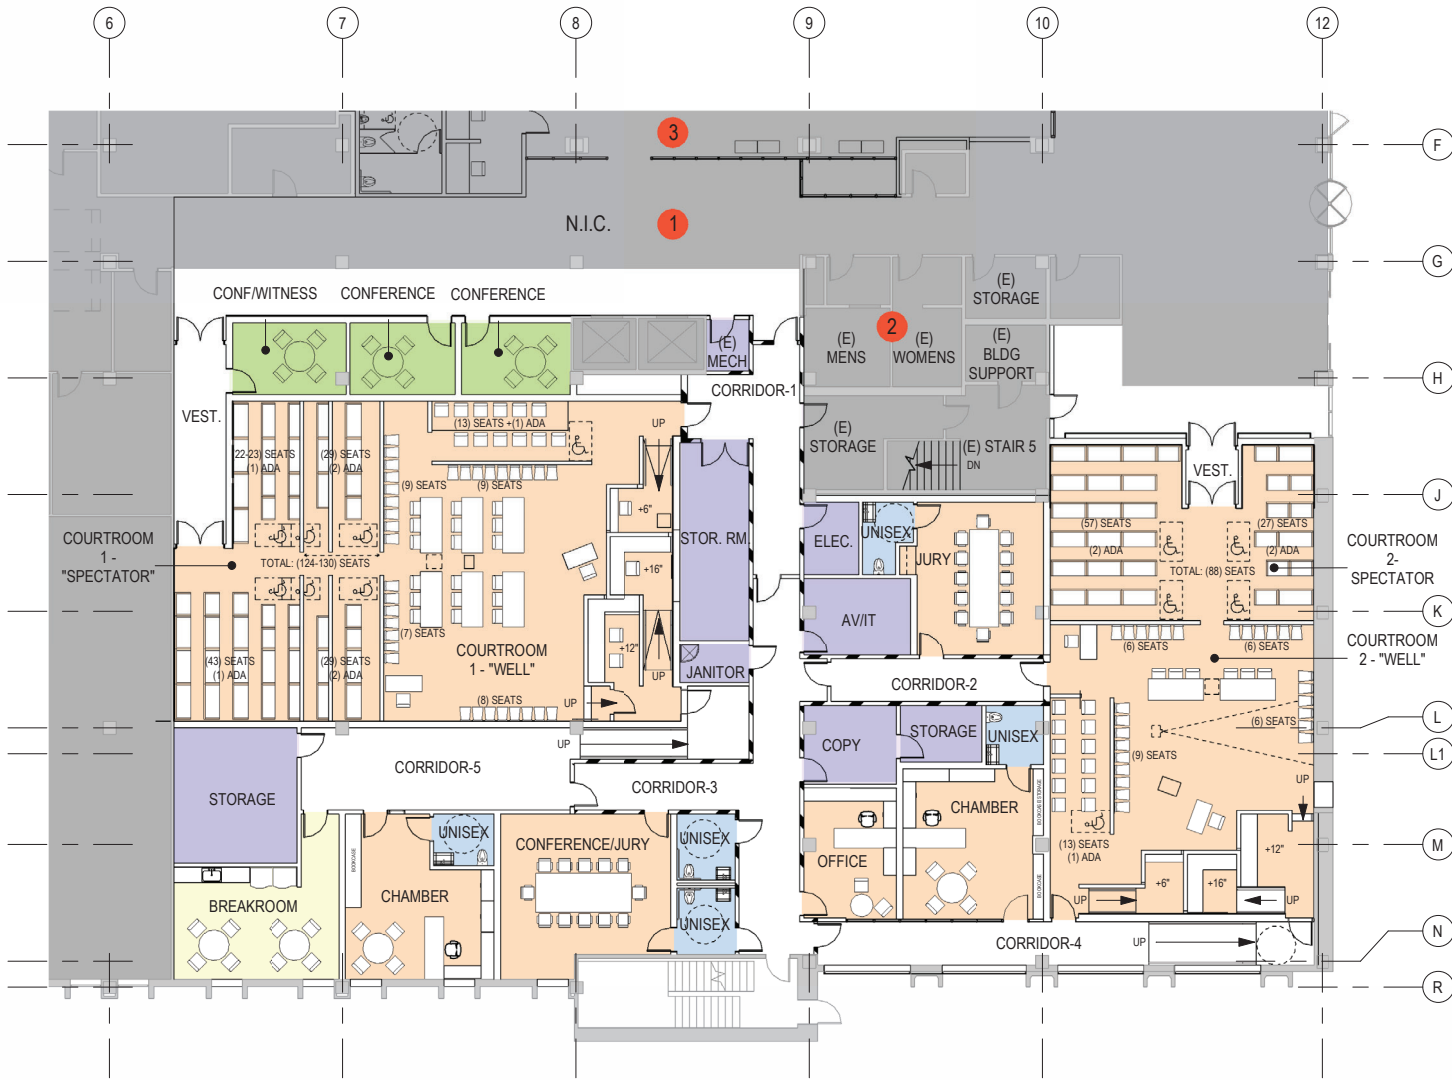 6
7
8
9
10
12
3
F
1
N.I.C.
G
(E)
STORAGE
CONF/WITNESS
CONFERENCE
CONFERENCE
2
(E)
MECH
(E)
MENS
(E)
WOMENS
(E)
BLDG
SUPPORT
H
CORRIDOR-1
VEST.
(13) SEATS +(1) ADA
UP
(E)
STORAGE
(E) STAIR 5
DN
22-23) SEATS
(1) ADA
(29) SEATS
(2) ADA
(9) SEATS
(9) SEATS
+6"
VEST.
J
COURTROOM
1 -
"SPECTATOR"
STOR. RM.
ELEC.
UNISEX
JURY
(57) SEATS
(2) ADA
(27) SEATS
(2) ADA
TOTAL: (124-130) SEATS
+16"
TOTAL: (88) SEATS
COURTROOM
2-
SPECTATOR
AV/IT
K
(7) SEATS
+12"
(43) SEATS
(1) ADA
(29) SEATS
(2) ADA
COURTROOM
1 - "WELL"
UP
JANITOR
(6) SEATS
(6) SEATS
COURTROOM
2 - "WELL"
CORRIDOR-2
(8) SEATS
UP
L
UP
COPY
STORAGE
UNISEX
(6) SEATS
(9) SEATS
L1
CORRIDOR-5
CORRIDOR-3
UP
STORAGE
CHAMBER
BOOKCASE
BOOKCASE
UNISEX
CONFERENCE/JURY
UNISEX
OFFICE
(13) SEATS
(1) ADA
+12"
M
BOOKCASE
CHAMBER
+6"
+16"
BREAKROOM
UP
UP
UNISEX
CORRIDOR-4
UP
N
R